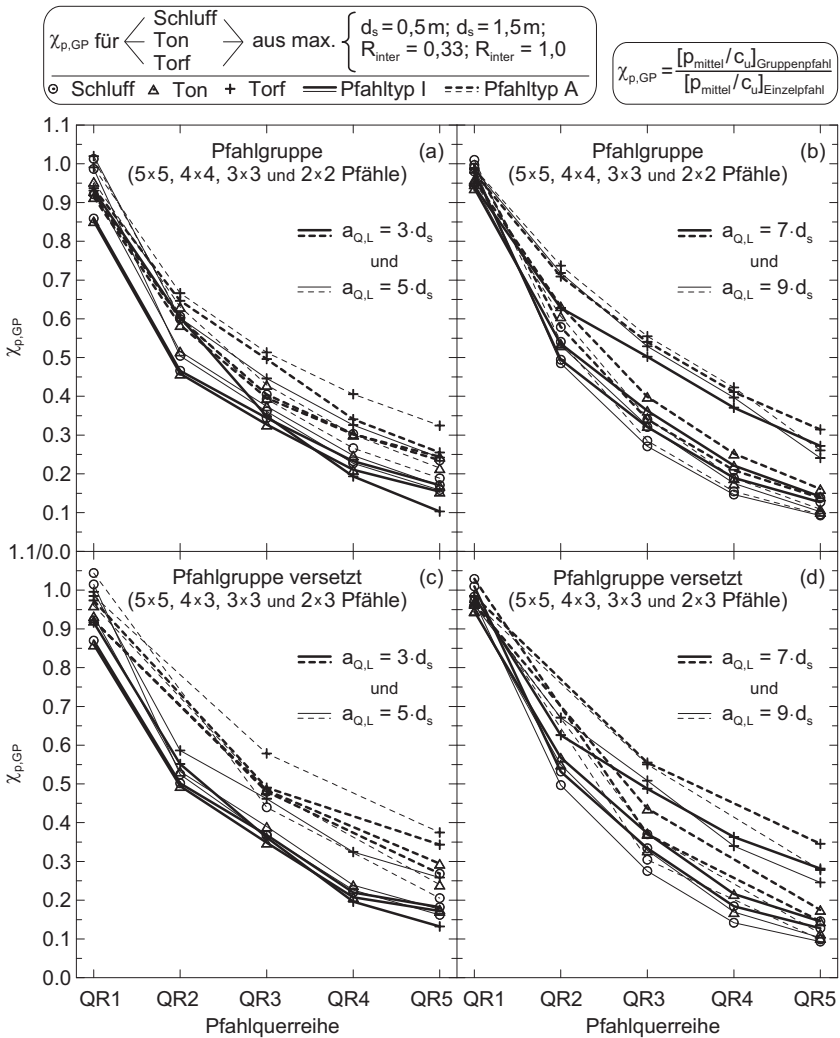 χp,GP für
Schluff
Ton
Torf
aus max.
ds = 0,5 m; ds = 1,5 m;
Rinter = 0,33; Rinter = 1,0
Schluff Ton Torf Pfahltyp I Pfahltyp A
χp,GP = [pmittel / cu]Gruppenpfahl / [pmittel / cu]Einzelpfahl
1.1
1.0
0.9
0.8
0.7
0.6
0.5
0.4
0.3
0.2
0.1
1.1/0.0
χp,GP
Pfahlgruppe (a)
(5×5, 4×4, 3×3 und 2×2 Pfähle)
aQ,L = 3·ds
und
aQ,L = 5·ds
Pfahlgruppe (b)
(5×5, 4×4, 3×3 und 2×2 Pfähle)
aQ,L = 7·ds
und
aQ,L = 9·ds
1.0
0.9
0.8
0.7
0.6
0.5
0.4
0.3
0.2
0.1
0.0
χp,GP
Pfahlgruppe versetzt (c)
(5×5, 4×3, 3×3 und 2×3 Pfähle)
aQ,L = 3·ds
und
aQ,L = 5·ds
Pfahlgruppe versetzt (d)
(5×5, 4×3, 3×3 und 2×3 Pfähle)
aQ,L = 7·ds
und
aQ,L = 9·ds
QR1 QR2 QR3 QR4 QR5
Pfahlquerreihe
QR1 QR2 QR3 QR4 QR5
Pfahlquerreihe